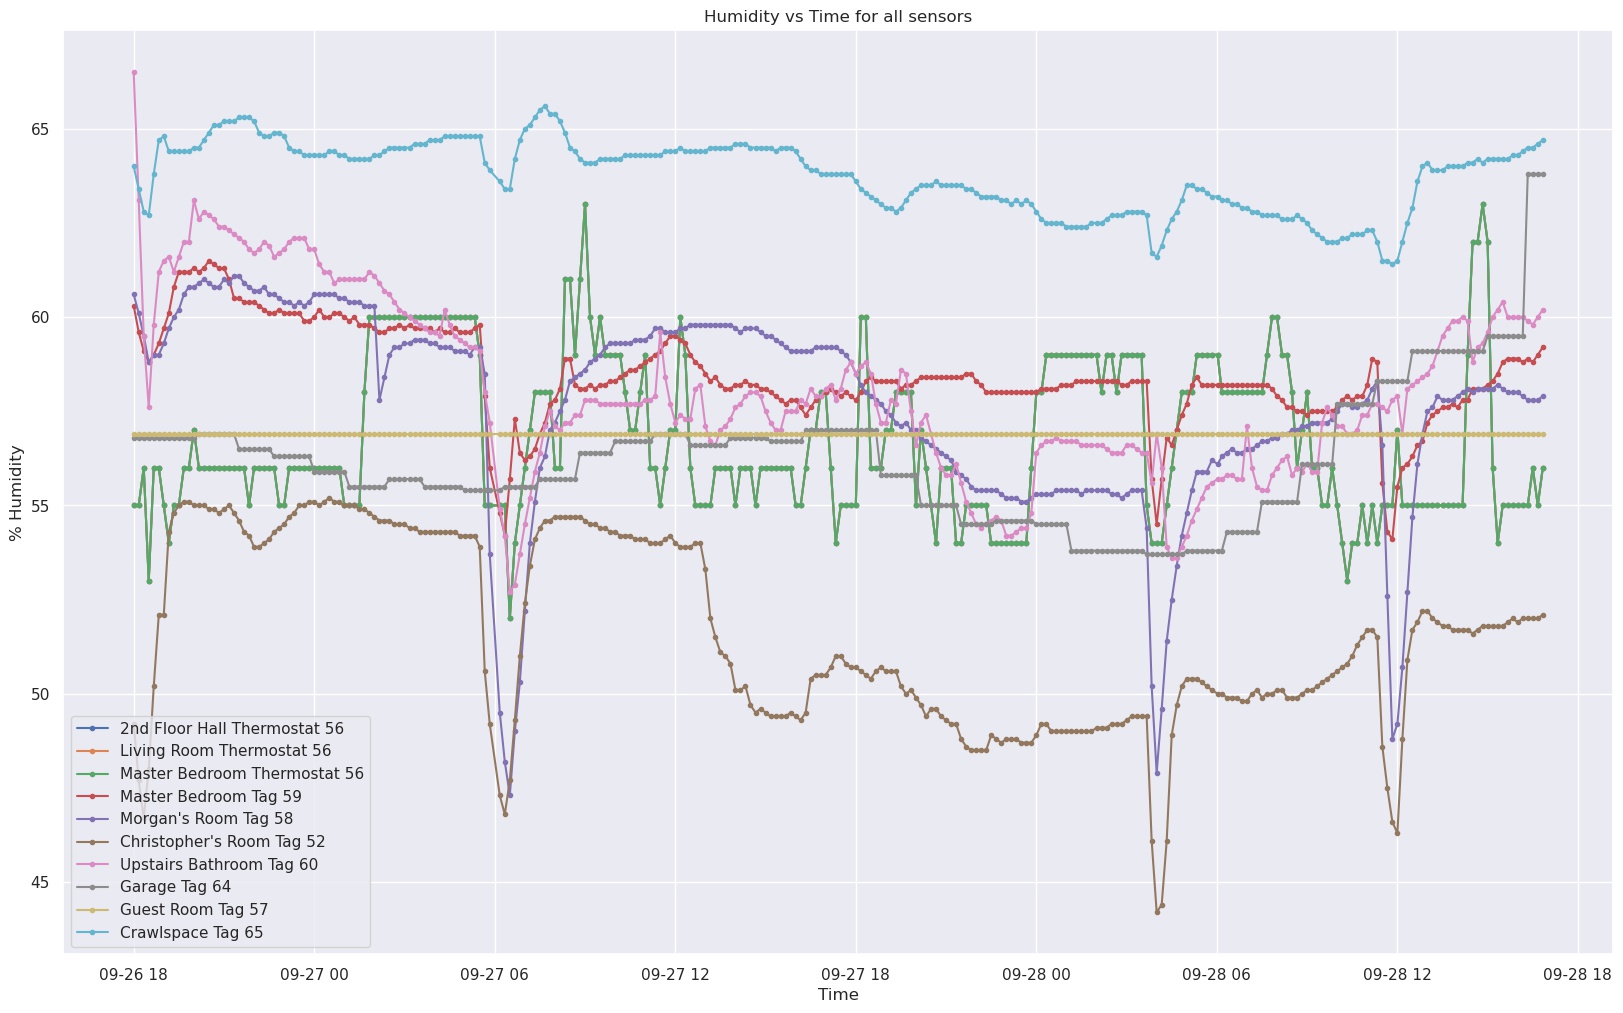 Humidity vs Time for all sensors
% Humidity
65
60
55
50
45
2nd Floor Hall Thermostat 56
Living Room Thermostat 56
Master Bedroom Thermostat 56
Master Bedroom Tag 59
Morgan's Room Tag 58
Christopher's Room Tag 52
Upstairs Bathroom Tag 60
Garage Tag 64
Guest Room Tag 57
Crawlspace Tag 65
09-26 18
09-27 00
09-27 06
09-27 12
09-27 18
09-28 00
09-28 06
09-28 12
09-28 18
Time